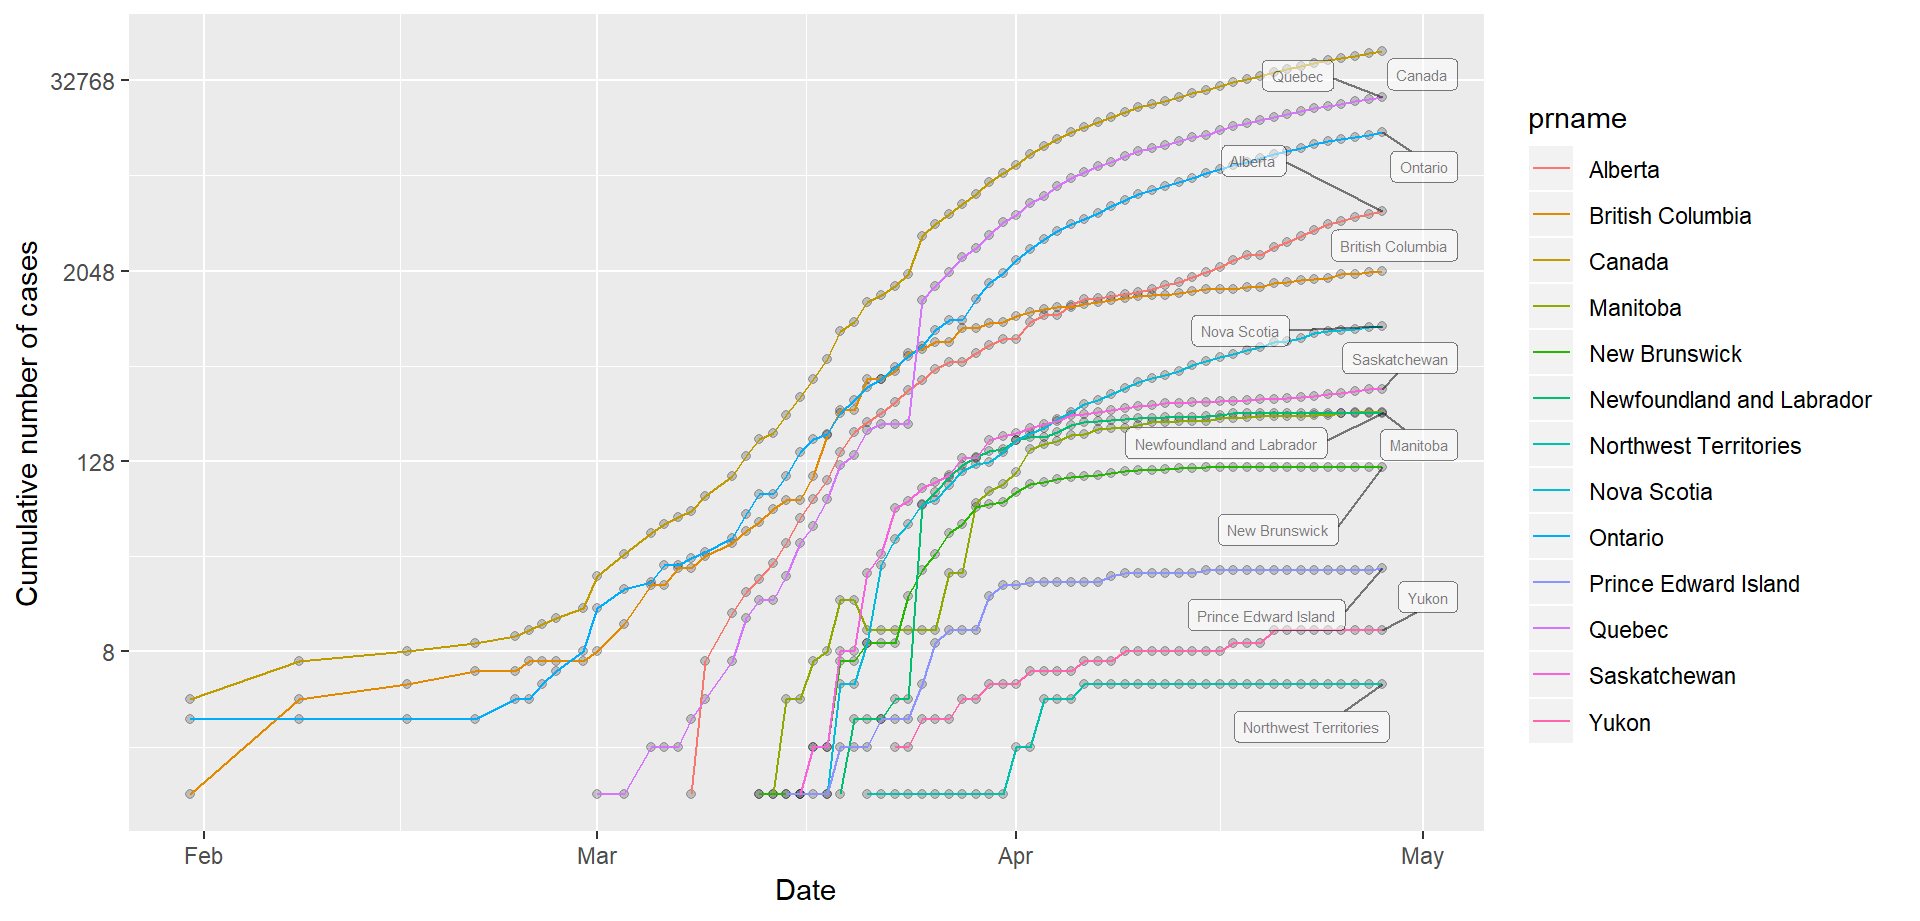 32768
2048
128
8
Cumulative number of cases
Feb
Mar
Apr
May
Date
Quebec
Canada
Alberta
Ontario
British Columbia
Nova Scotia
Saskatchewan
Newfoundland and Labrador
Manitoba
New Brunswick
Prince Edward Island
Yukon
Northwest Territories
prname
Alberta
British Columbia
Canada
Manitoba
New Brunswick
Newfoundland and Labrador
Northwest Territories
Nova Scotia
Ontario
Prince Edward Island
Quebec
Saskatchewan
Yukon